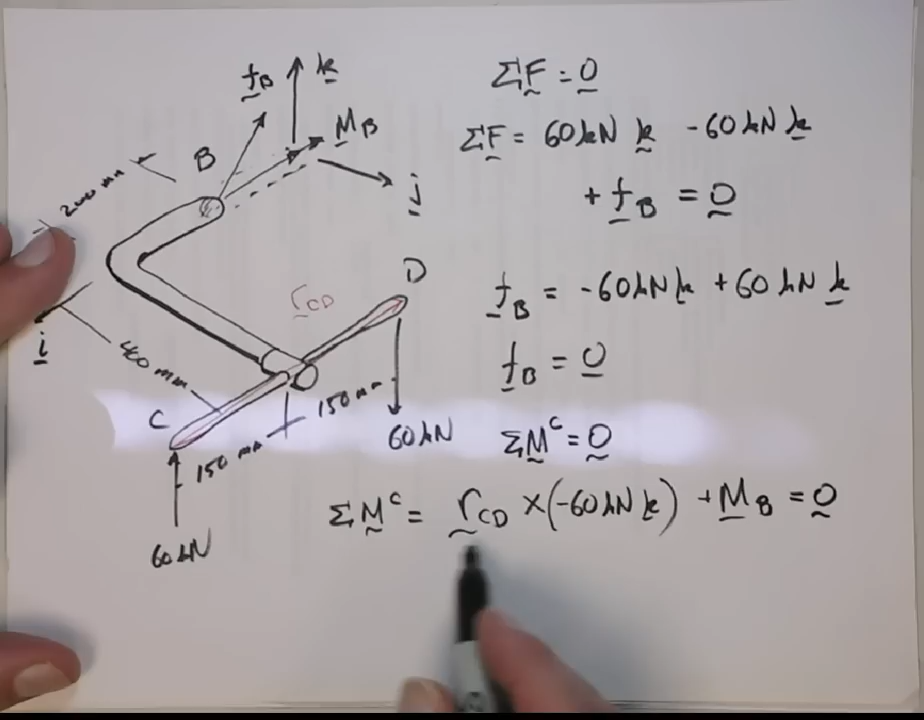 f_B k
M_B
B
200 mm
j
D
r_CD
i
400 mm
C
150 mm 150 mm
60 kN
60 kN
ΣF = 0
ΣF = 60 kN k - 60 kN k
+ f_B = 0
f_B = -60 kN k + 60 kN k
f_B = 0
ΣM^C = 0
ΣM^C = r_CD × (-60 kN k) + M_B = 0